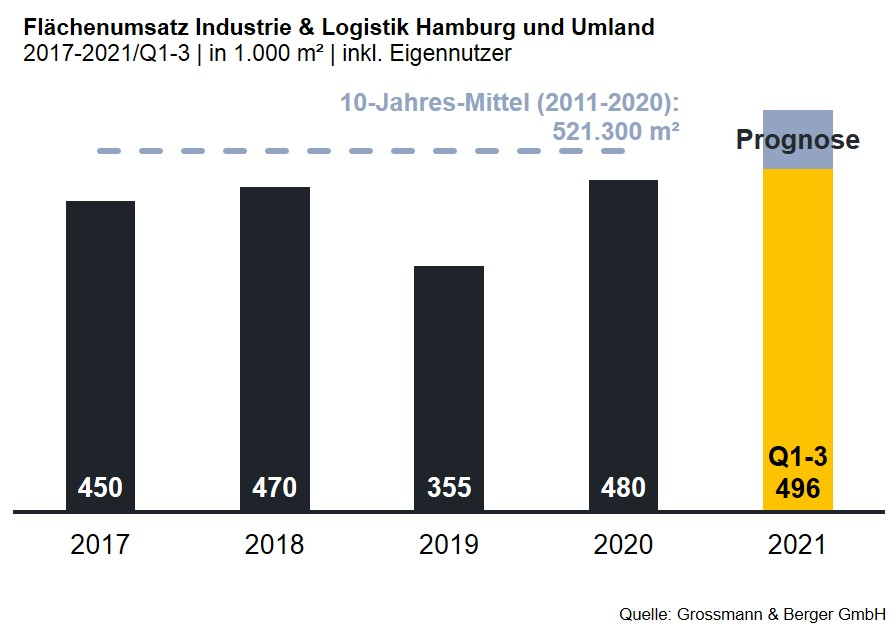 Flächenumsatz Industrie & Logistik Hamburg und Umland
2017-2021/Q1-3 | in 1.000 m² | inkl. Eigennutzer
10-Jahres-Mittel (2011-2020):
521.300 m²
Prognose
Q1-3
450 470 355 480 496
2017 2018 2019 2020 2021
Quelle: Grossmann & Berger GmbH